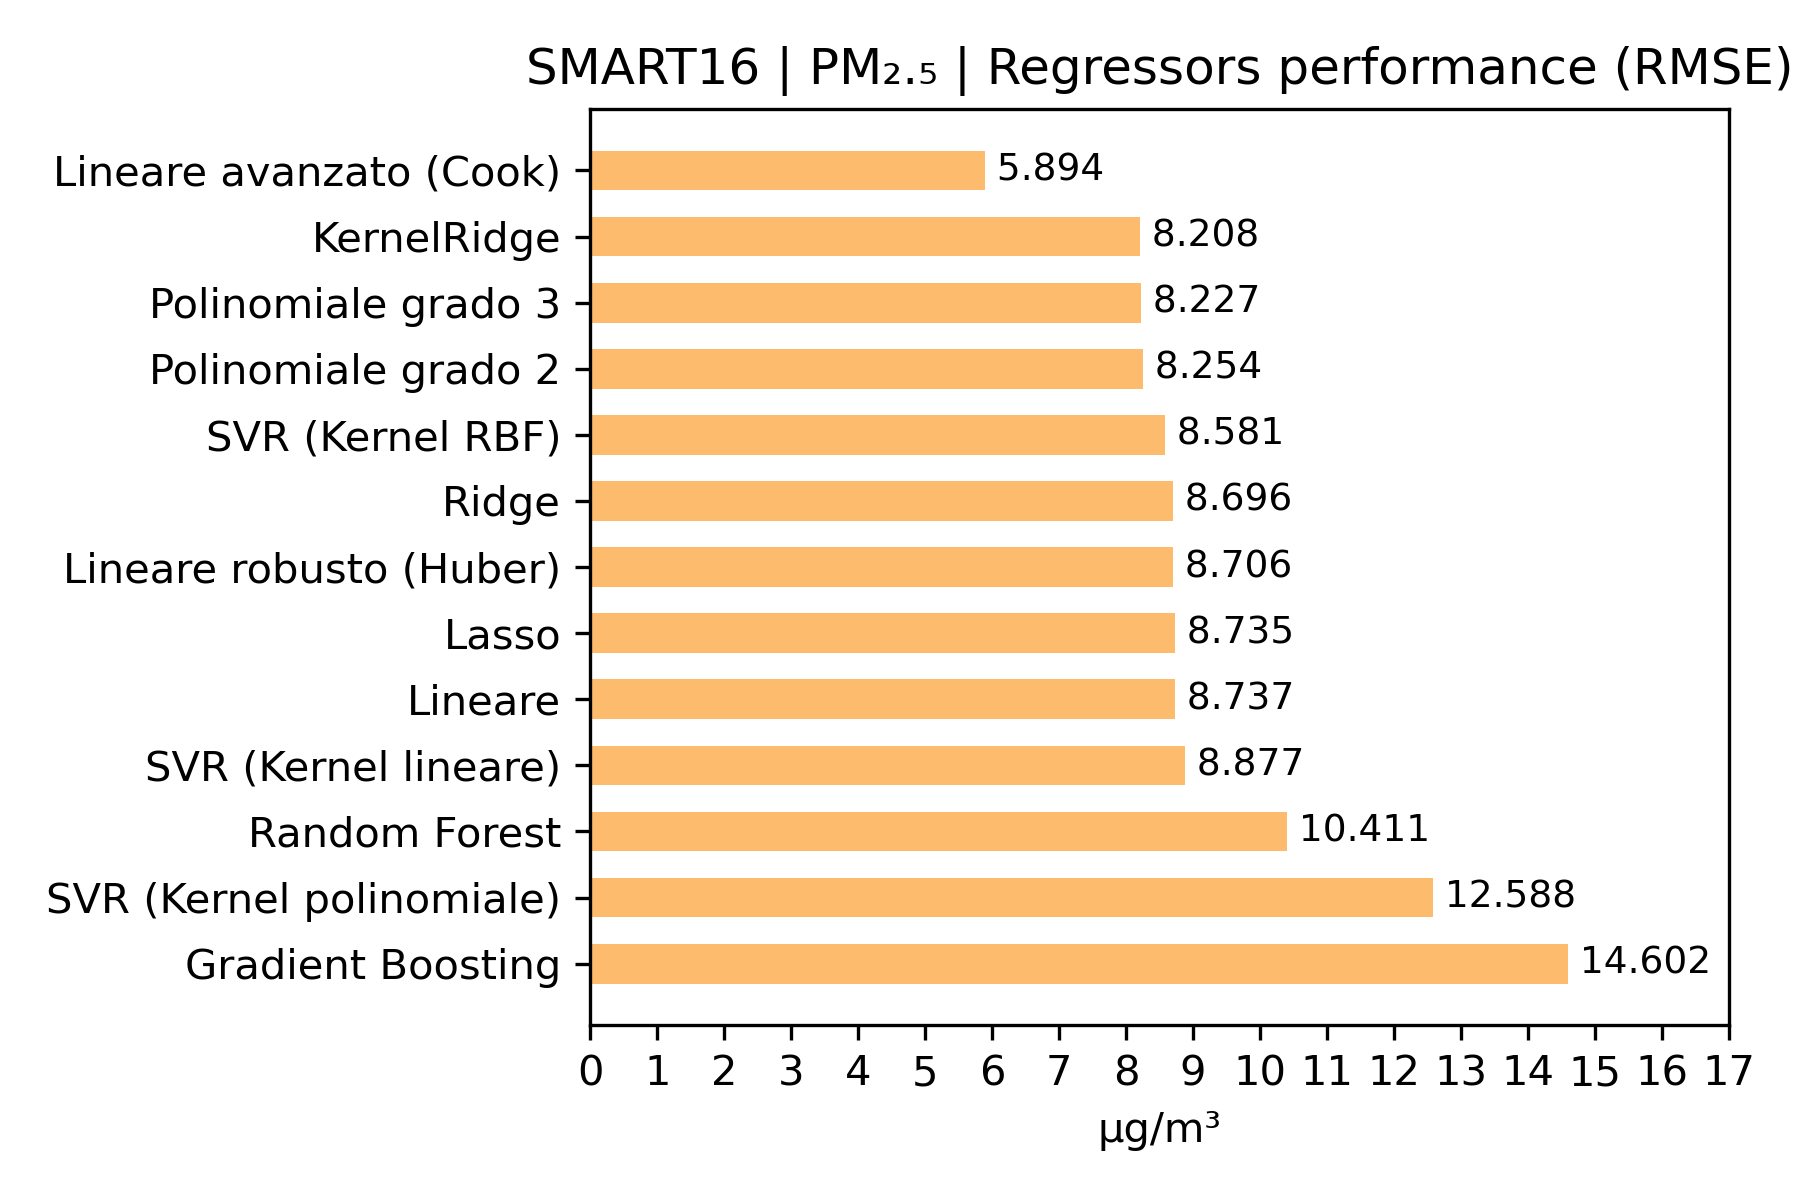 SMART16 | PM₂.₅ | Regressors performance (RMSE)
Lineare avanzato (Cook) 5.894
KernelRidge 8.208
Polinomiale grado 3 8.227
Polinomiale grado 2 8.254
SVR (Kernel RBF) 8.581
Ridge 8.696
Lineare robusto (Huber) 8.706
Lasso 8.735
Lineare 8.737
SVR (Kernel lineare) 8.877
Random Forest 10.411
SVR (Kernel polinomiale) 12.588
Gradient Boosting 14.602
0 1 2 3 4 5 6 7 8 9 10 11 12 13 14 15 16 17
µg/m³